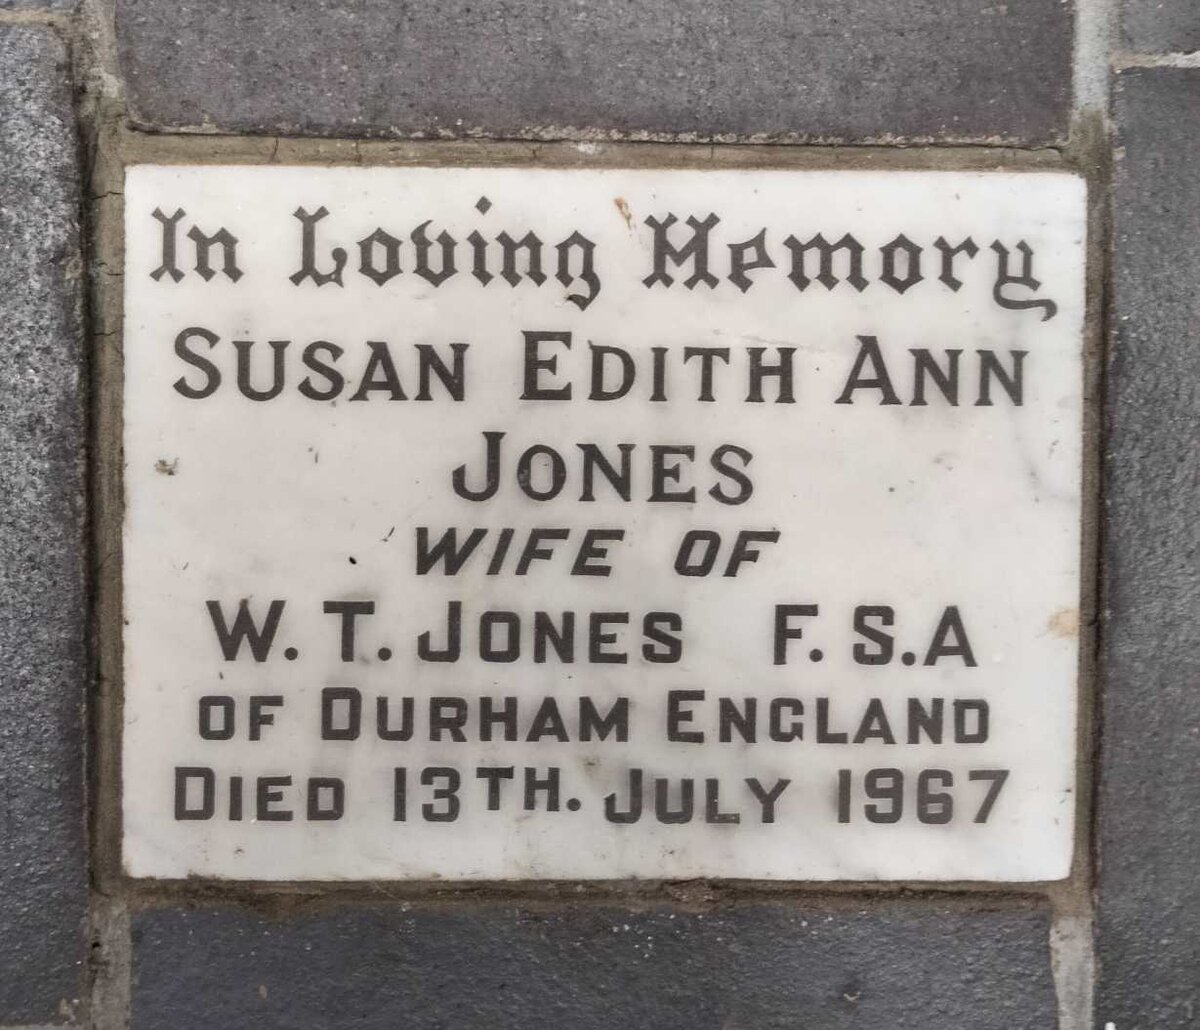 In Loving Memory
SUSAN EDITH ANN
JONES
WIFE OF
W. T. JONES F. S. A
OF DURHAM ENGLAND
DIED 13TH. JULY 1967